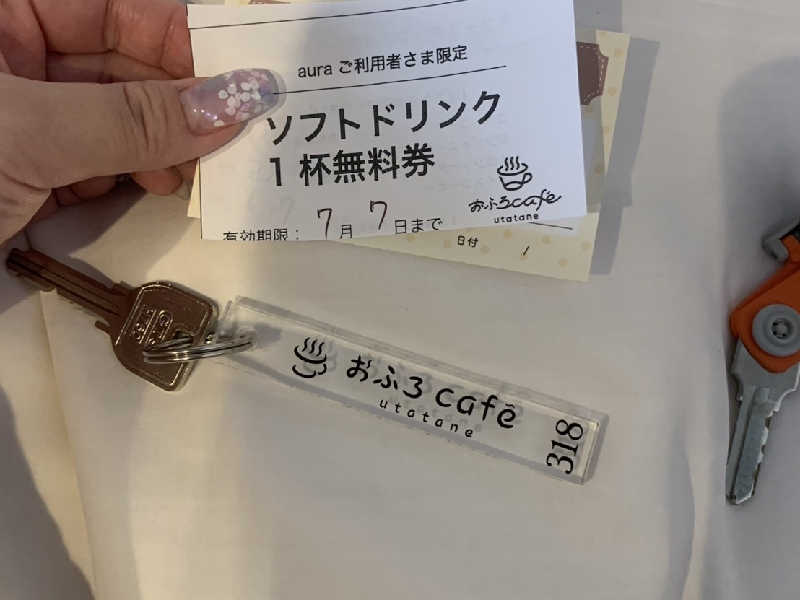 aura ご利用者さま限定
ソフトドリンク
1杯無料券
おふろcafé
utatane
有効期限： 7月 7日まで
日付 /
おふろcafé
utatane
318